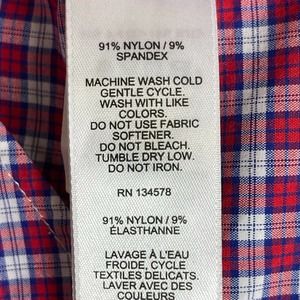 91% NYLON / 9%
SPANDEX
MACHINE WASH COLD
GENTLE CYCLE.
WASH WITH LIKE
COLORS.
DO NOT USE FABRIC
SOFTENER.
DO NOT BLEACH.
TUMBLE DRY LOW.
DO NOT IRON.
RN 134578
91% NYLON / 9%
ÉLASTHANNE
LAVAGE À L'EAU
FROIDE, CYCLE
TEXTILES DELICATS.
LAVER AVEC DES
COULEURS